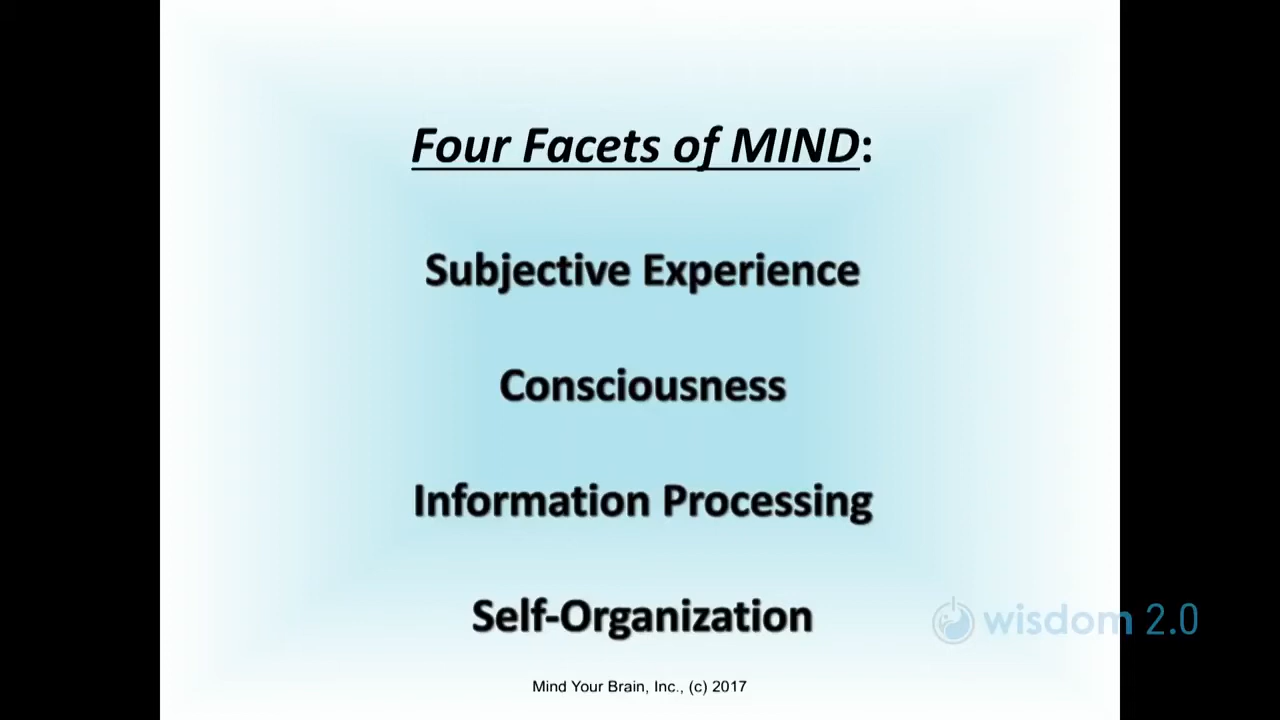 Four Facets of MIND:
Subjective Experience
Consciousness
Information Processing
Self-Organization
wisdom 2.0
Mind Your Brain, Inc., (c) 2017